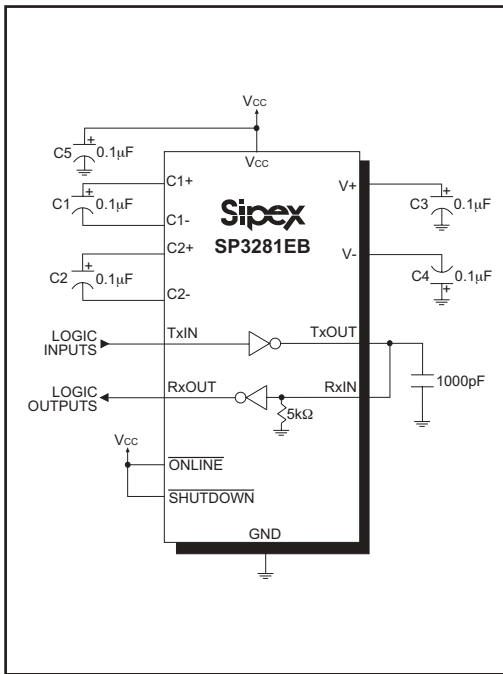 VCC
C5
+
0.1µF
VCC
C1+
V+
C1
+
0.1µF
+
C3
0.1µF
C1-
Sipex
SP3281EB
C2+
V-
C2
+
0.1µF
C4
0.1µF
+
C2-
LOGIC
INPUTS
TxIN
TxOUT
LOGIC
OUTPUTS
RxOUT
RxIN
1000pF
5kΩ
VCC
ONLINE
SHUTDOWN
GND